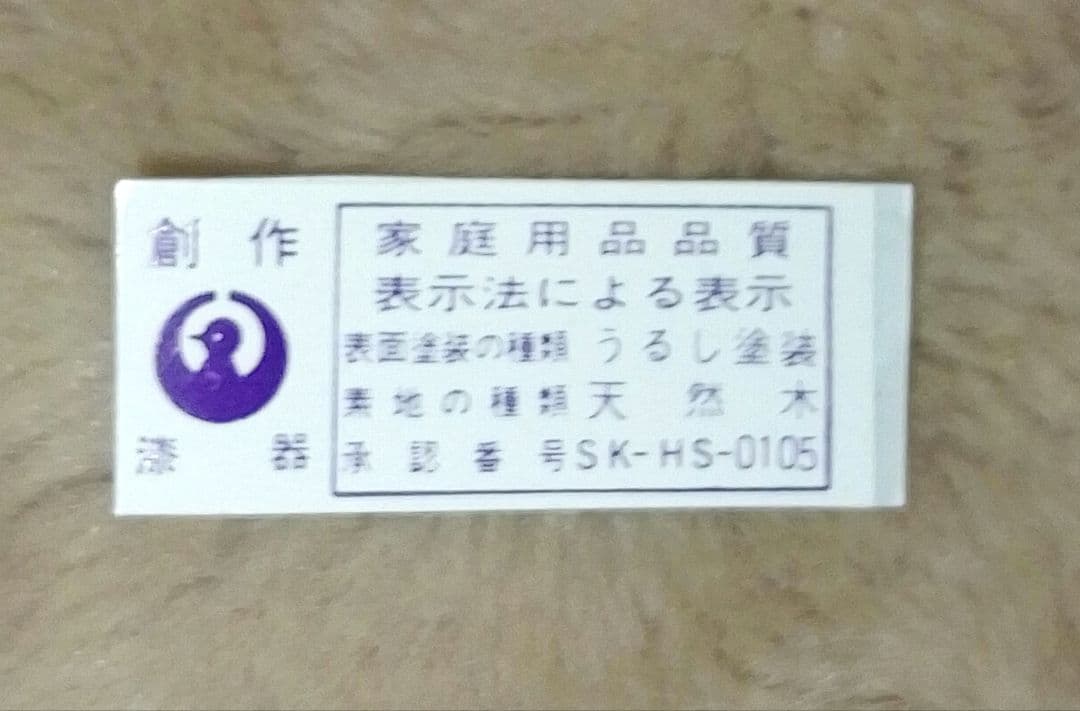 創作
漆器
家庭用品品質
表示法による表示
表面塗装の種類 うるし塗装
素地の種類 天然木
承認番号 SK-HS-0105